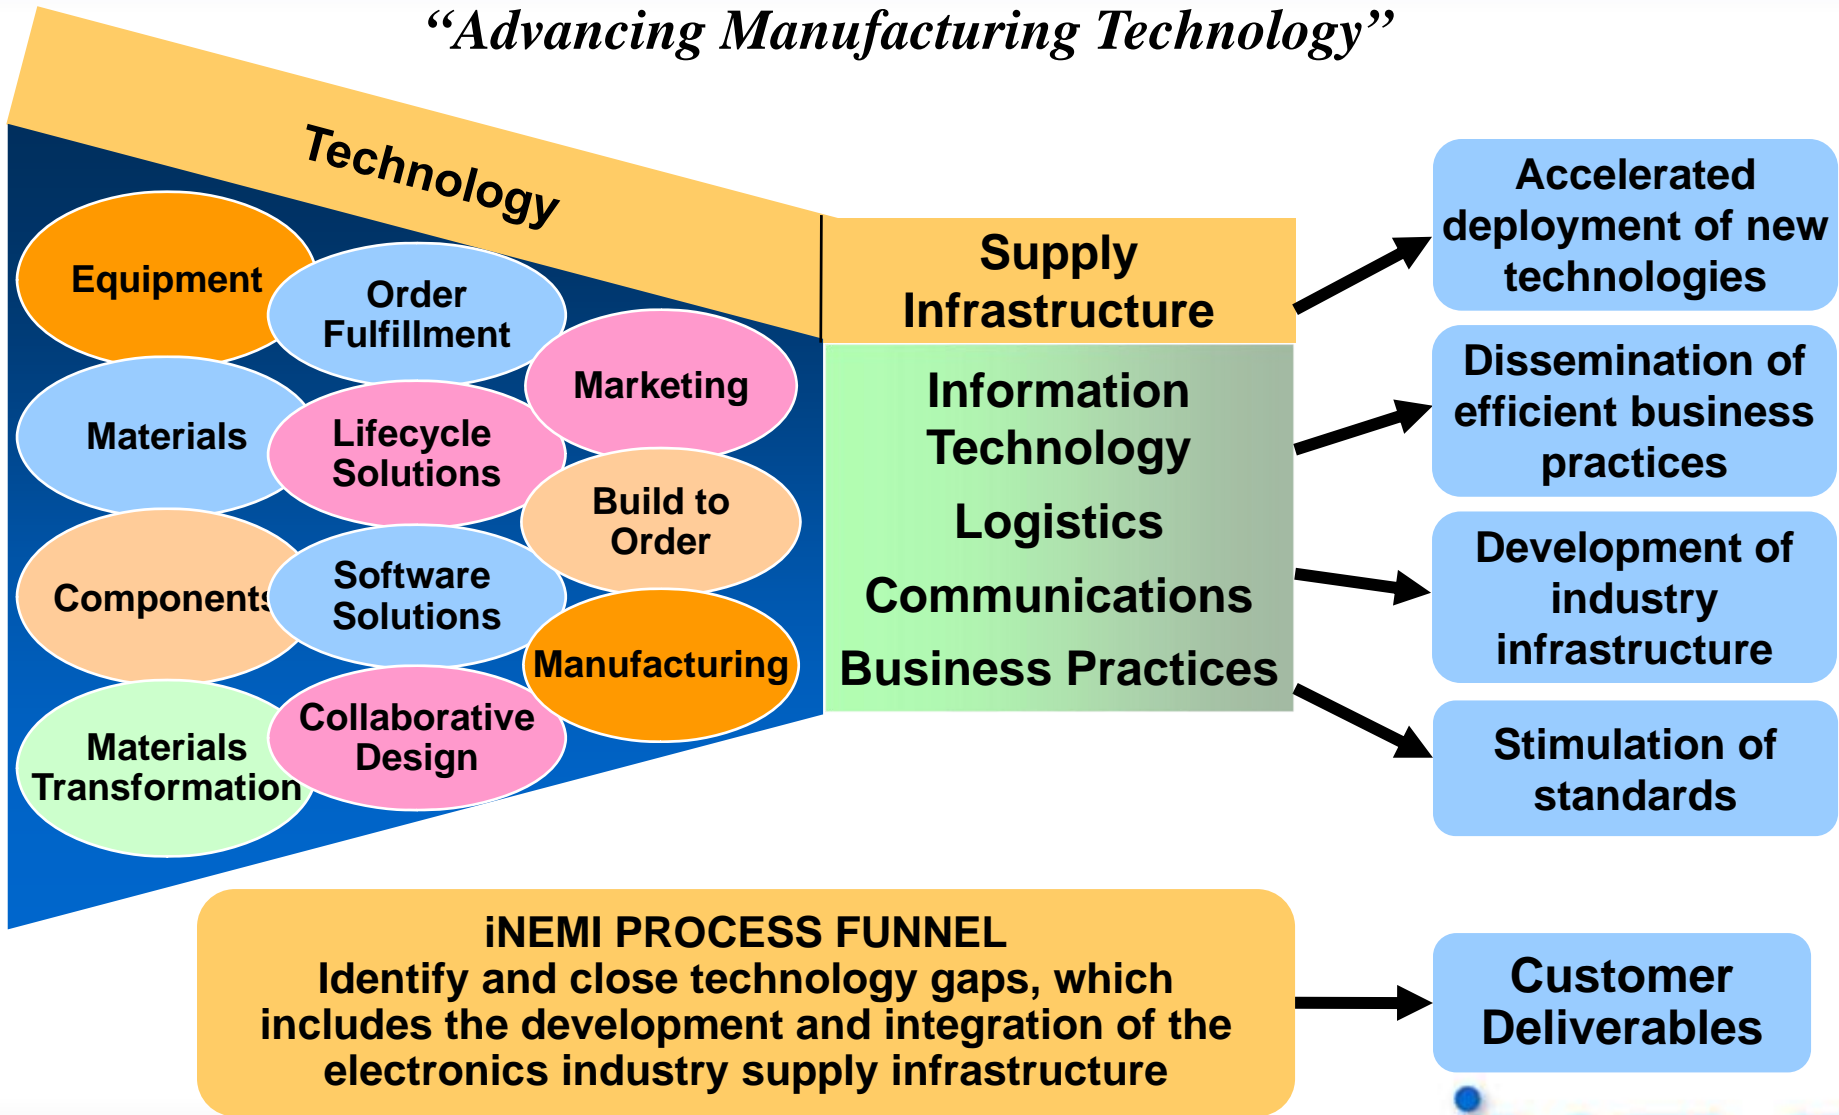 “Advancing Manufacturing Technology”
Technology
Equipment
Materials
Components
Materials
Transformation
Order
Fulfillment
Lifecycle
Solutions
Software
Solutions
Collaborative
Design
Marketing
Build to
Order
Manufacturing
Supply
Infrastructure
Information
Technology
Logistics
Communications
Business Practices
Accelerated
deployment of new
technologies
Dissemination of
efficient business
practices
Development of
industry
infrastructure
Stimulation of
standards
iNEMI PROCESS FUNNEL
Identify and close technology gaps, which
includes the development and integration of the
electronics industry supply infrastructure
Customer
Deliverables